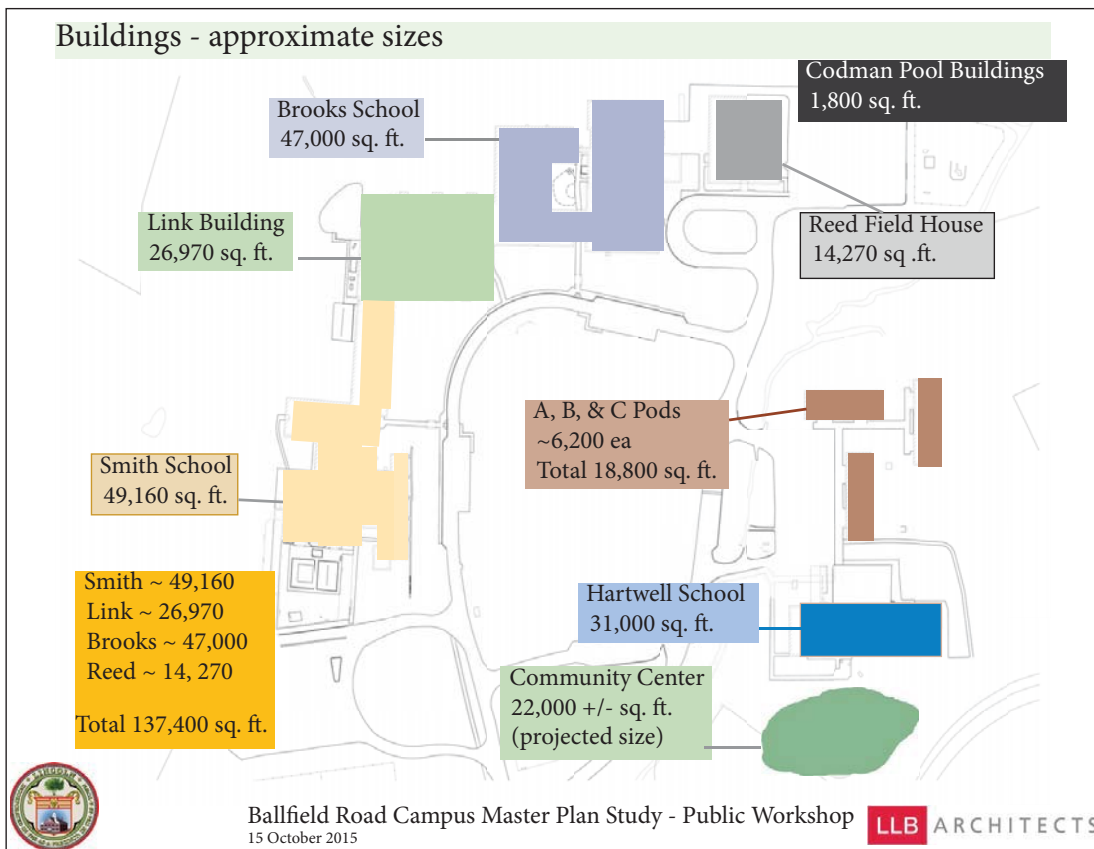 Buildings - approximate sizes
Codman Pool Buildings
1,800 sq. ft.
Brooks School
47,000 sq. ft.
Link Building
26,970 sq. ft.
Reed Field House
14,270 sq .ft.
A, B, & C Pods
~6,200 ea
Total 18,800 sq. ft.
Smith School
49,160 sq. ft.
Smith ~ 49,160
Link ~ 26,970
Brooks ~ 47,000
Reed ~ 14, 270
Total 137,400 sq. ft.
Hartwell School
31,000 sq. ft.
Community Center
22,000 +/- sq. ft.
(projected size)
Ballfield Road Campus Master Plan Study - Public Workshop
15 October 2015
LLB ARCHITECTS